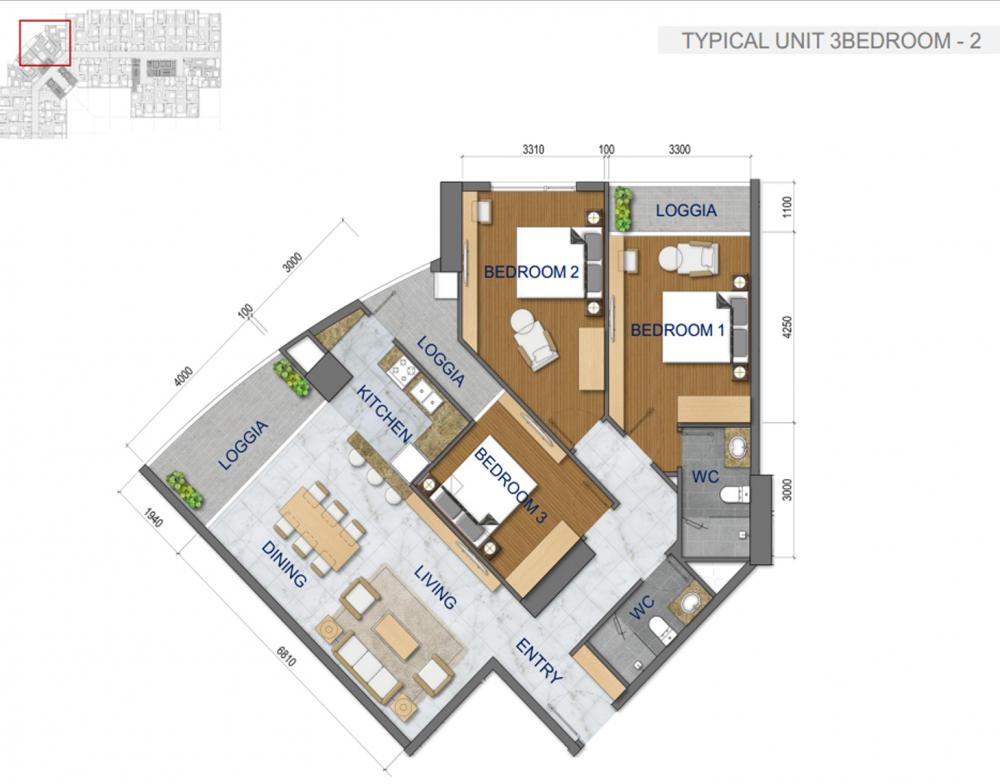 TYPICAL UNIT 3BEDROOM - 2
3310
100
3300
LOGGIA
1100
3000
BEDROOM 2
100
BEDROOM 1
4250
LOGGIA
4000
KITCHEN
LOGGIA
BEDROOM 3
WC
3000
1940
DINING
LIVING
WC
6810
ENTRY